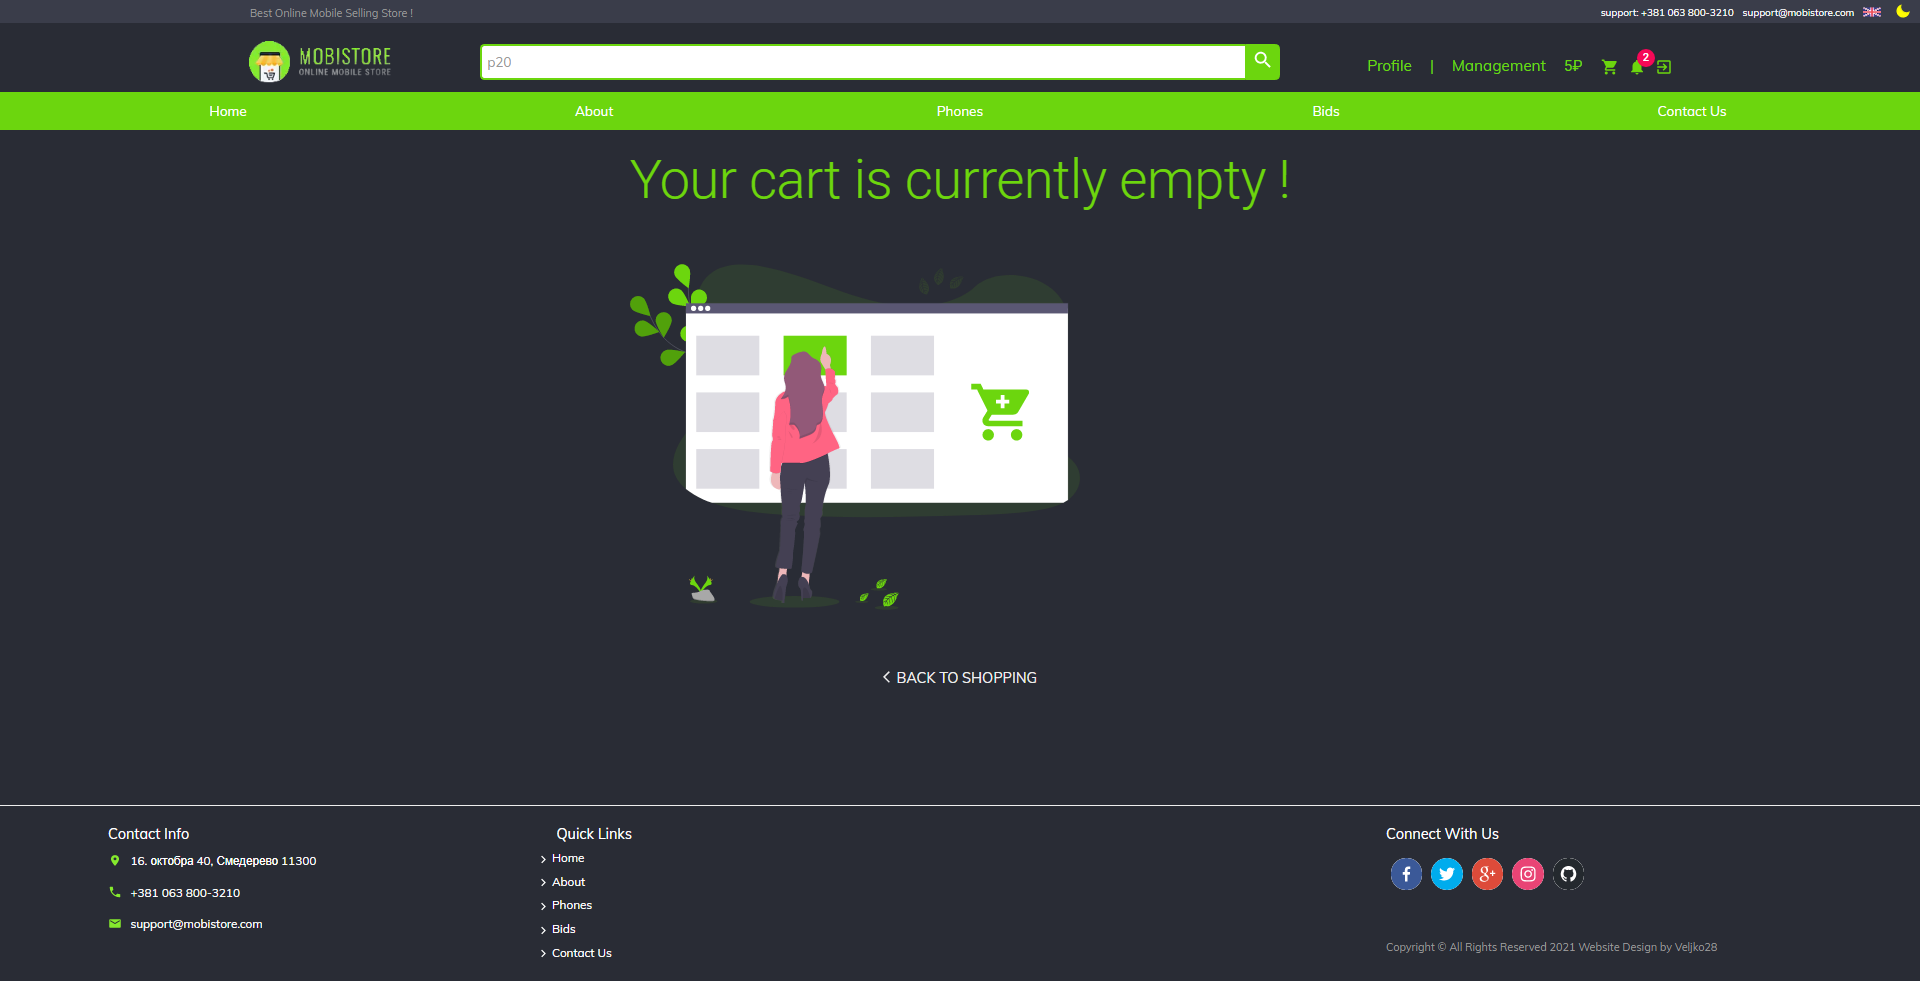 Best Online Mobile Selling Store !
support: +381 063 800-3210 support@mobistore.com
MOBISTORE
ONLINE MOBILE STORE
p20
Profile | Management 5₽ 2
Home About Phones Bids Contact Us
Your cart is currently empty !
BACK TO SHOPPING
Contact Info
16. октобра 40, Смедерево 11300
+381 063 800-3210
support@mobistore.com
Quick Links
Home
About
Phones
Bids
Contact Us
Connect With Us
Copyright © All Rights Reserved 2021 Website Design by Veljko28